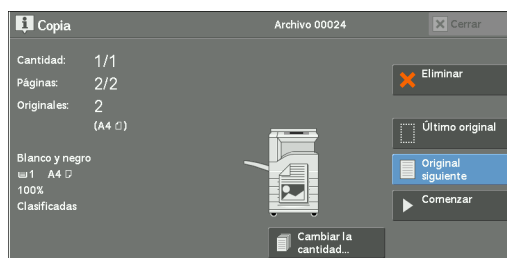 Copia
Archivo 00024
Cerrar
Cantidad: 1/1
Páginas: 2/2
Originales: 2
(A4)
Blanco y negro
1 A4
100%
Clasificadas
Eliminar
Último original
Original
siguiente
Comenzar
Cambiar la
cantidad...